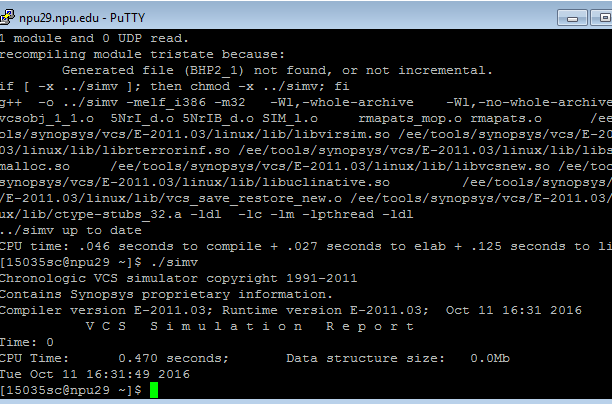 npu29.npu.edu - PuTTY
1 module and 0 UDP read.
recompiling module tristate because:
Generated file (BHP2_1) not found, or not incremental.
if [ -x ../simv ]; then chmod -x ../simv; fi
g++ -o ../simv -melf_i386 -m32 -Wl,-whole-archive -Wl,-no-whole-archive
vcsobj_1_1.o 5NrI_d.o 5NrIB_d.o SIM_l.o rmapats_mop.o rmapats.o /ee
ols/synopsys/vcs/E-2011.03/linux/lib/libvirsim.so /ee/tools/synopsys/vcs/E-2011
ux/lib/librterrorinf.so /ee/tools/synopsys/vcs/E-2011.03/linux/lib/libsnps
malloc.so /ee/tools/synopsys/vcs/E-2011.03/linux/lib/libvcsnew.so /ee/too
synopsys/vcs/E-2011.03/linux/lib/libuclinative.so /ee/tools/synopsys/
/E-2011.03/linux/lib/vcs_save_restore_new.o /ee/tools/synopsys/vcs/E-2011.03/
ux/lib/ctype-stubs_32.a -ldl -lc -lm -lpthread -ldl
../simv up to date
CPU time: .046 seconds to compile + .027 seconds to elab + .125 seconds to li
[15035sc@npu29 ~]$ ./simv
Chronologic VCS simulator copyright 1991-2011
Contains Synopsys proprietary information.
Compiler version E-2011.03; Runtime version E-2011.03; Oct 11 16:31 2016
V C S S i m u l a t i o n R e p o r t
Time: 0
CPU Time: 0.470 seconds; Data structure size: 0.0Mb
Tue Oct 11 16:31:49 2016
[15035sc@npu29 ~]$